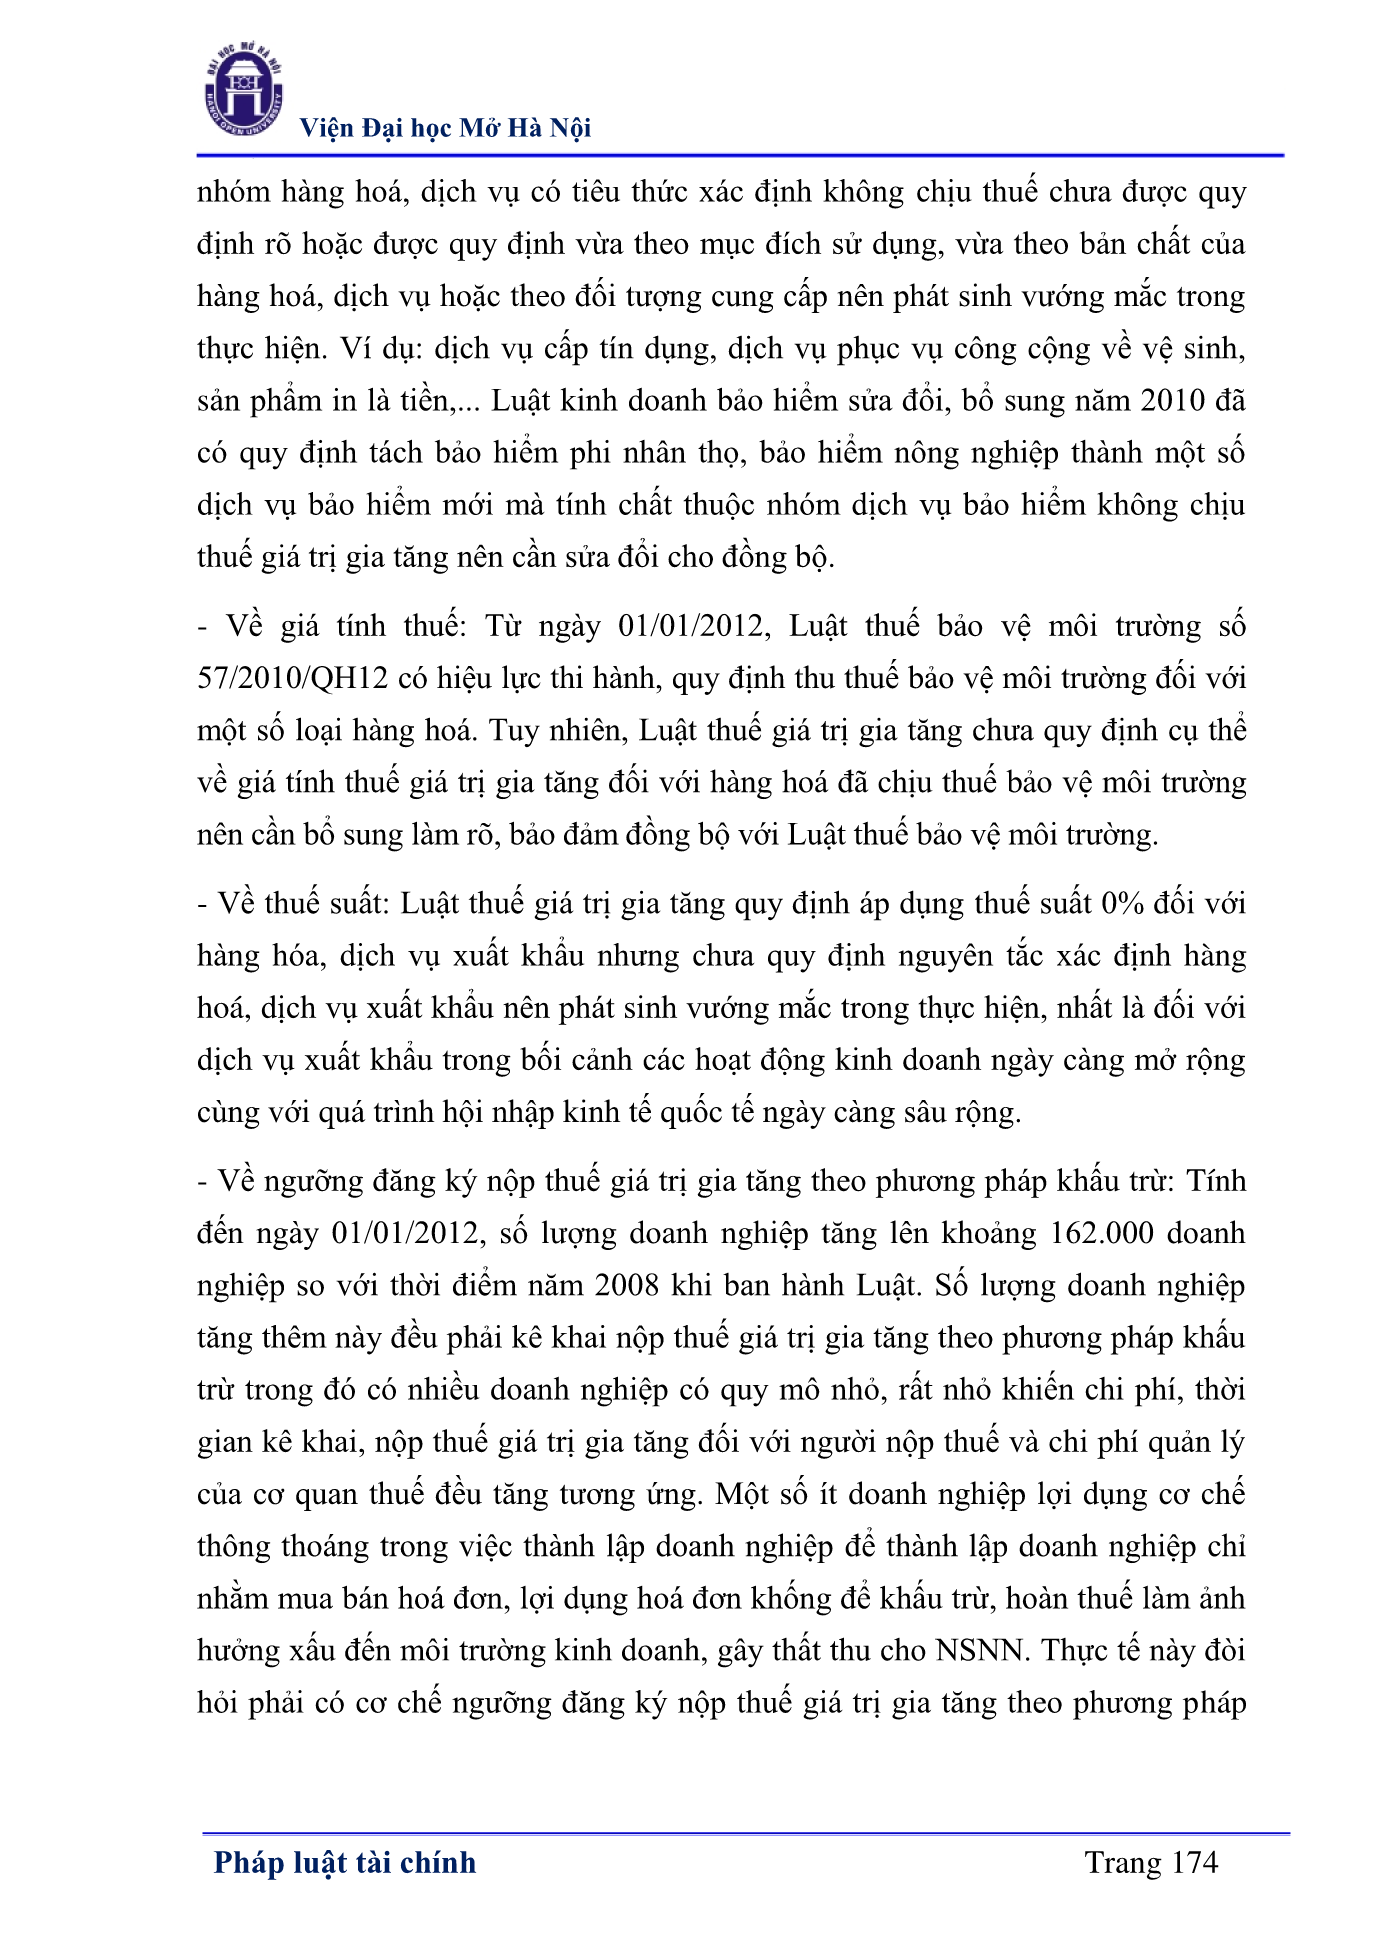 ĐẠI HỌC MỞ HÀ NỘI
HANOI OPEN UNIVERSITY
Viện Đại học Mở Hà Nội
nhóm hàng hoá, dịch vụ có tiêu thức xác định không chịu thuế chưa được quy
định rõ hoặc được quy định vừa theo mục đích sử dụng, vừa theo bản chất của
hàng hoá, dịch vụ hoặc theo đối tượng cung cấp nên phát sinh vướng mắc trong
thực hiện. Ví dụ: dịch vụ cấp tín dụng, dịch vụ phục vụ công cộng về vệ sinh,
sản phẩm in là tiền,... Luật kinh doanh bảo hiểm sửa đổi, bổ sung năm 2010 đã
có quy định tách bảo hiểm phi nhân thọ, bảo hiểm nông nghiệp thành một số
dịch vụ bảo hiểm mới mà tính chất thuộc nhóm dịch vụ bảo hiểm không chịu
thuế giá trị gia tăng nên cần sửa đổi cho đồng bộ.
- Về giá tính thuế: Từ ngày 01/01/2012, Luật thuế bảo vệ môi trường số
57/2010/QH12 có hiệu lực thi hành, quy định thu thuế bảo vệ môi trường đối với
một số loại hàng hoá. Tuy nhiên, Luật thuế giá trị gia tăng chưa quy định cụ thể
về giá tính thuế giá trị gia tăng đối với hàng hoá đã chịu thuế bảo vệ môi trường
nên cần bổ sung làm rõ, bảo đảm đồng bộ với Luật thuế bảo vệ môi trường.
- Về thuế suất: Luật thuế giá trị gia tăng quy định áp dụng thuế suất 0% đối với
hàng hóa, dịch vụ xuất khẩu nhưng chưa quy định nguyên tắc xác định hàng
hoá, dịch vụ xuất khẩu nên phát sinh vướng mắc trong thực hiện, nhất là đối với
dịch vụ xuất khẩu trong bối cảnh các hoạt động kinh doanh ngày càng mở rộng
cùng với quá trình hội nhập kinh tế quốc tế ngày càng sâu rộng.
- Về ngưỡng đăng ký nộp thuế giá trị gia tăng theo phương pháp khấu trừ: Tính
đến ngày 01/01/2012, số lượng doanh nghiệp tăng lên khoảng 162.000 doanh
nghiệp so với thời điểm năm 2008 khi ban hành Luật. Số lượng doanh nghiệp
tăng thêm này đều phải kê khai nộp thuế giá trị gia tăng theo phương pháp khấu
trừ trong đó có nhiều doanh nghiệp có quy mô nhỏ, rất nhỏ khiến chi phí, thời
gian kê khai, nộp thuế giá trị gia tăng đối với người nộp thuế và chi phí quản lý
của cơ quan thuế đều tăng tương ứng. Một số ít doanh nghiệp lợi dụng cơ chế
thông thoáng trong việc thành lập doanh nghiệp để thành lập doanh nghiệp chỉ
nhằm mua bán hoá đơn, lợi dụng hoá đơn khống để khấu trừ, hoàn thuế làm ảnh
hưởng xấu đến môi trường kinh doanh, gây thất thu cho NSNN. Thực tế này đòi
hỏi phải có cơ chế ngưỡng đăng ký nộp thuế giá trị gia tăng theo phương pháp
Pháp luật tài chính
Trang 174